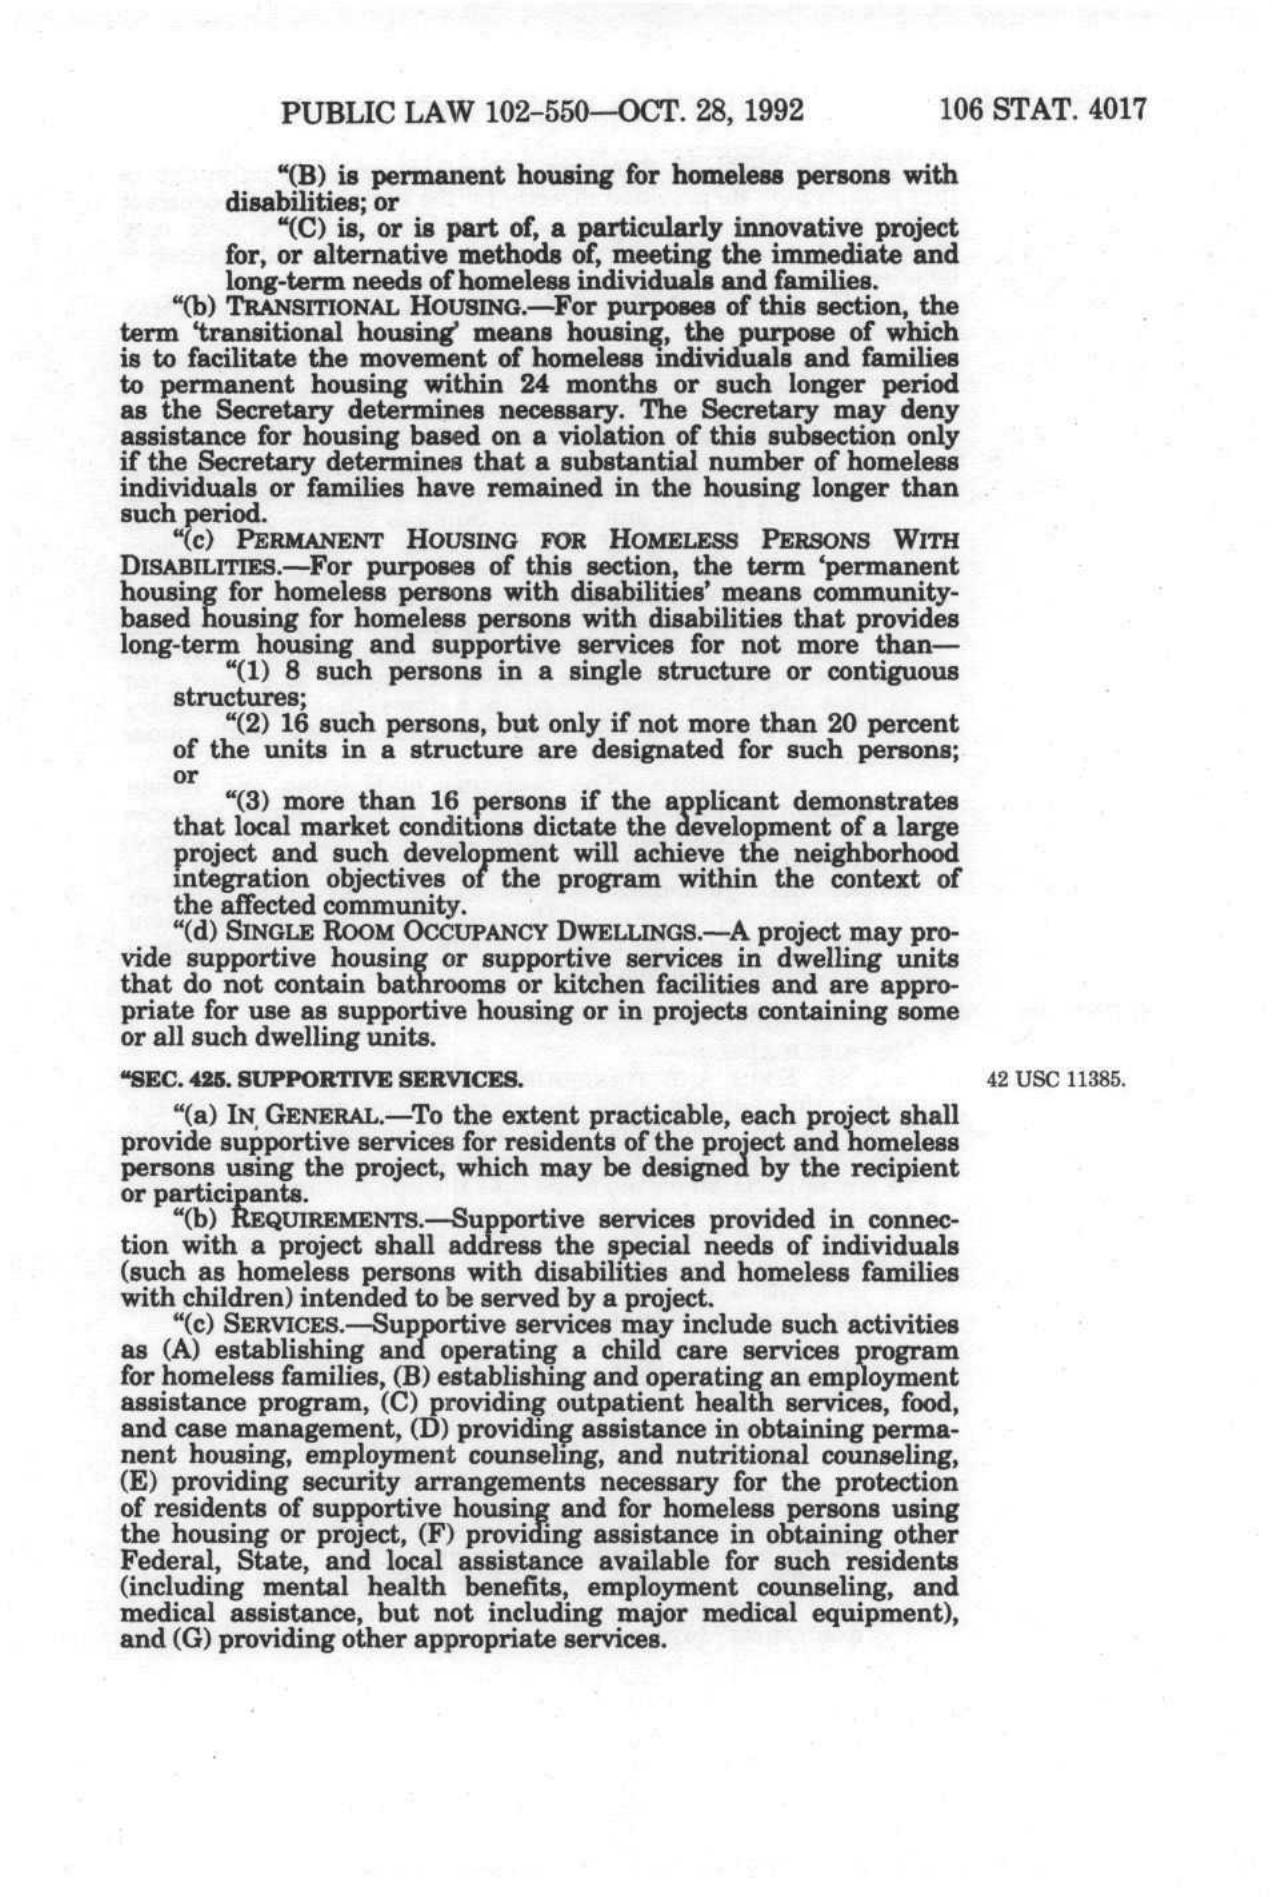 PUBLIC LAW 102-550—OCT. 28, 1992 106 STAT. 4017
“(B) is permanent housing for homeless persons with
disabilities; or
“(C) is, or is part of, a particularly innovative project
for, or alternative methods of, meeting the immediate and
long-term needs of homeless individuals and families.
“(b) TRANSITIONAL HOUSING.—For purposes of this section, the
term ‘transitional housing’ means housing, the purpose of which
is to facilitate the movement of homeless individuals and families
to permanent housing within 24 months or such longer period
as the Secretary determines necessary. The Secretary may deny
assistance for housing based on a violation of this subsection only
if the Secretary determines that a substantial number of homeless
individuals or families have remained in the housing longer than
such period.
“(c) PERMANENT HOUSING FOR HOMELESS PERSONS WITH
DISABILITIES.—For purposes of this section, the term ‘permanent
housing for homeless persons with disabilities’ means community-
based housing for homeless persons with disabilities that provides
long-term housing and supportive services for not more than—
“(1) 8 such persons in a single structure or contiguous
structures;
“(2) 16 such persons, but only if not more than 20 percent
of the units in a structure are designated for such persons;
or
“(3) more than 16 persons if the applicant demonstrates
that local market conditions dictate the development of a large
project and such development will achieve the neighborhood
integration objectives of the program within the context of
the affected community.
“(d) SINGLE ROOM OCCUPANCY DWELLINGS.—A project may pro-
vide supportive housing or supportive services in dwelling units
that do not contain bathrooms or kitchen facilities and are appro-
priate for use as supportive housing or in projects containing some
or all such dwelling units.
“SEC. 425. SUPPORTIVE SERVICES. 42 USC 11385.
“(a) IN GENERAL.—To the extent practicable, each project shall
provide supportive services for residents of the project and homeless
persons using the project, which may be designed by the recipient
or participants.
“(b) REQUIREMENTS.—Supportive services provided in connec-
tion with a project shall address the special needs of individuals
(such as homeless persons with disabilities and homeless families
with children) intended to be served by a project.
“(c) SERVICES.—Supportive services may include such activities
as (A) establishing and operating a child care services program
for homeless families, (B) establishing and operating an employment
assistance program, (C) providing outpatient health services, food,
and case management, (D) providing assistance in obtaining perma-
nent housing, employment counseling, and nutritional counseling,
(E) providing security arrangements necessary for the protection
of residents of supportive housing and for homeless persons using
the housing or project, (F) providing assistance in obtaining other
Federal, State, and local assistance available for such residents
(including mental health benefits, employment counseling, and
medical assistance, but not including major medical equipment),
and (G) providing other appropriate services.